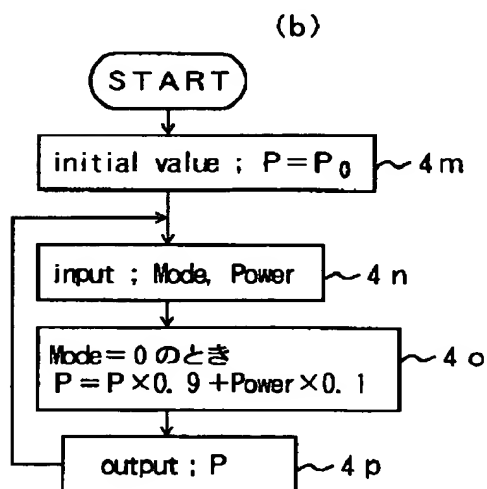 (b)
START
initial value ; P=P₀
4m
input ; Mode, Power
4n
Mode=0のとき
P=P×0.9+Power×0.1
4o
output ; P
4p